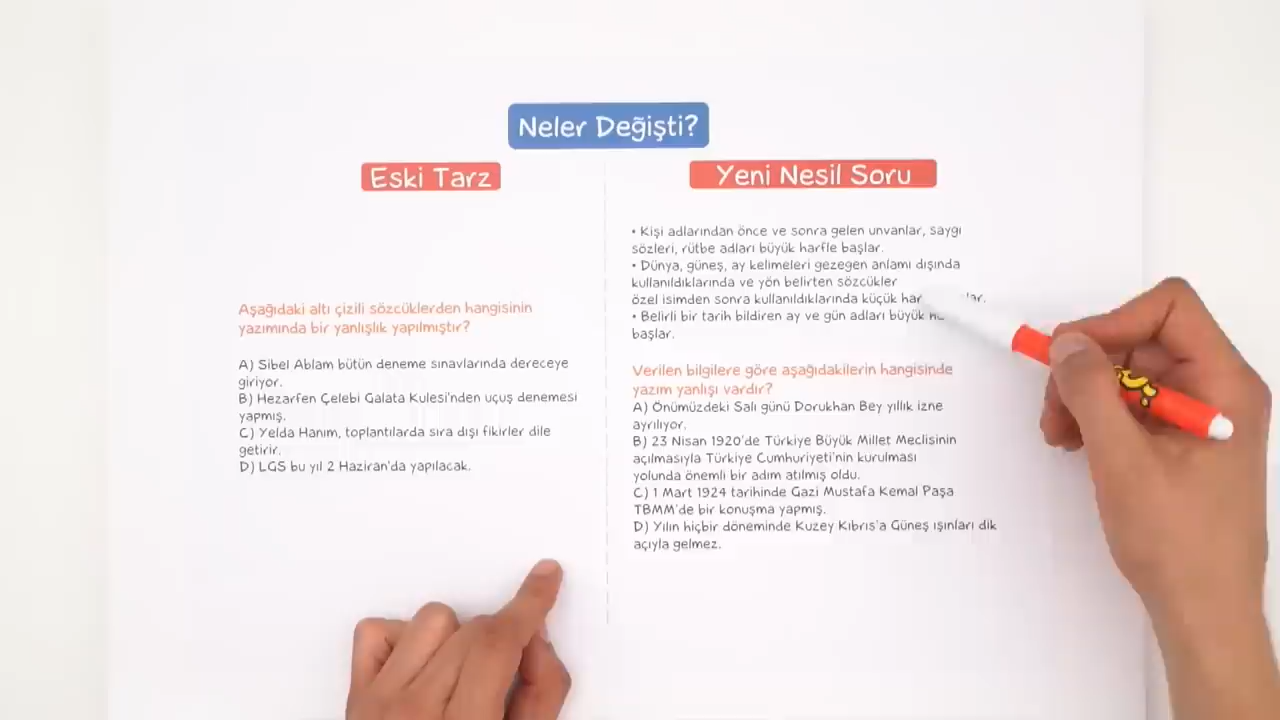 Neler Değişti?
Eski Tarz
Aşağıdaki altı çizili sözcüklerden hangisinin
yazımında bir yanlışlık yapılmıştır?
A) Sibel Ablam bütün deneme sınavlarında dereceye
giriyor.
B) Hezarfen Çelebi Galata Kulesi'nden uçuş denemesi
yapmış.
C) Yelda Hanım, toplantılarda sıra dışı fikirler dile
getirir.
D) LGS bu yıl 2 Haziran'da yapılacak.
Yeni Nesil Soru
• Kişi adlarından önce ve sonra gelen unvanlar, saygı
sözleri, rütbe adları büyük harfle başlar.
• Dünya, güneş, ay kelimeleri gezegen anlamı dışında
kullanıldıklarında ve yön belirten sözcükler
özel isimden sonra kullanıldıklarında küçük
• Belirli bir tarih bildiren ay ve gün adları büyük
başlar.
Verilen bilgilere göre aşağıdakilerin hangisinde
yazım yanlışı vardır?
A) Önümüzdeki Salı günü Dorukhan Bey yıllık izne
ayrılıyor.
B) 23 Nisan 1920'de Türkiye Büyük Millet Meclisinin
açılmasıyla Türkiye Cumhuriyeti'nin kurulması
yolunda önemli bir adım atılmış oldu.
C) 1 Mart 1924 tarihinde Gazi Mustafa Kemal Paşa
TBMM'de bir konuşma yapmış.
D) Yılın hiçbir döneminde Kuzey Kıbrıs'a Güneş ışınları dik
açıyla gelmez.